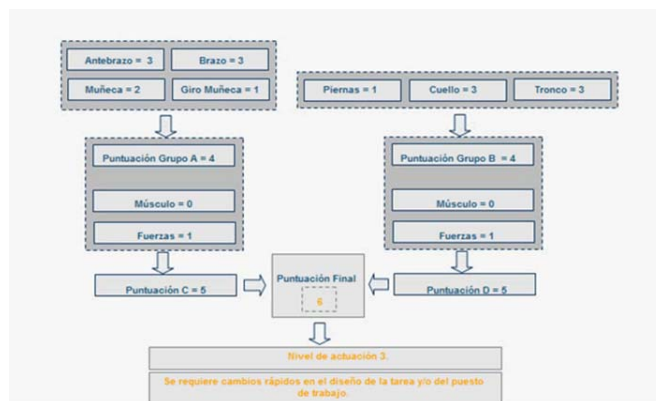 Antebrazo = 3
Brazo = 3
Muñeca = 2
Giro Muñeca = 1
Piernas = 1
Cuello = 3
Tronco = 3
Puntuación Grupo A = 4
Músculo = 0
Fuerzas = 1
Puntuación C = 5
Puntuación Grupo B = 4
Músculo = 0
Fuerzas = 1
Puntuación D = 5
Puntuación Final
6
Nivel de actuación 3.
Se requiere cambios rápidos en el diseño de la tarea y/o del puesto
de trabajo.